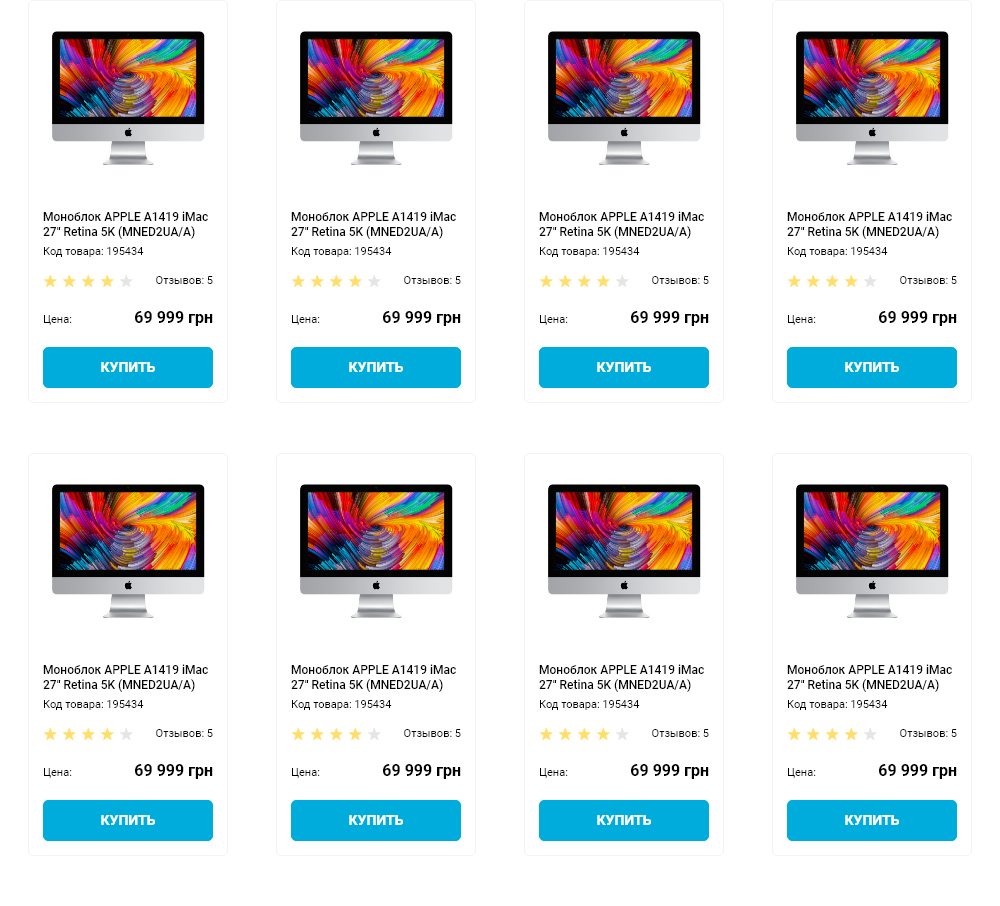 Моноблок APPLE A1419 iMac
27" Retina 5K (MNED2UA/A)
Код товара: 195434
Отзывов: 5
Цена: 69 999 грн
КУПИТЬ
Моноблок APPLE A1419 iMac
27" Retina 5K (MNED2UA/A)
Код товара: 195434
Отзывов: 5
Цена: 69 999 грн
КУПИТЬ
Моноблок APPLE A1419 iMac
27" Retina 5K (MNED2UA/A)
Код товара: 195434
Отзывов: 5
Цена: 69 999 грн
КУПИТЬ
Моноблок APPLE A1419 iMac
27" Retina 5K (MNED2UA/A)
Код товара: 195434
Отзывов: 5
Цена: 69 999 грн
КУПИТЬ
Моноблок APPLE A1419 iMac
27" Retina 5K (MNED2UA/A)
Код товара: 195434
Отзывов: 5
Цена: 69 999 грн
КУПИТЬ
Моноблок APPLE A1419 iMac
27" Retina 5K (MNED2UA/A)
Код товара: 195434
Отзывов: 5
Цена: 69 999 грн
КУПИТЬ
Моноблок APPLE A1419 iMac
27" Retina 5K (MNED2UA/A)
Код товара: 195434
Отзывов: 5
Цена: 69 999 грн
КУПИТЬ
Моноблок APPLE A1419 iMac
27" Retina 5K (MNED2UA/A)
Код товара: 195434
Отзывов: 5
Цена: 69 999 грн
КУПИТЬ